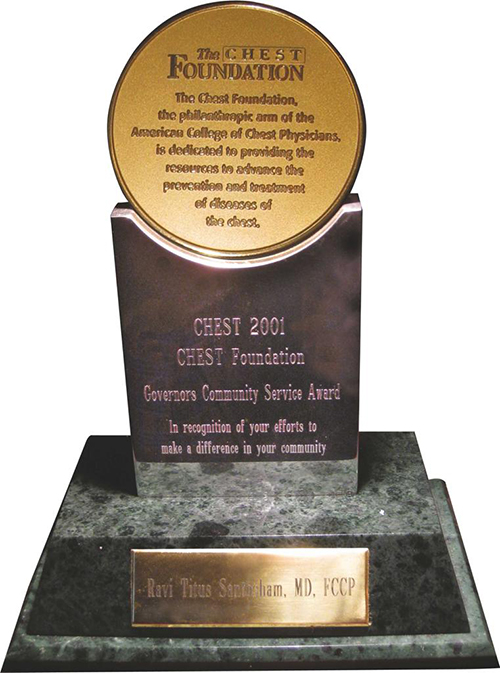 The CHEST
FOUNDATION
The Chest Foundation,
the philanthropic arm of the
American College of Chest Physicians,
is dedicated to providing the
resources to advance the
prevention and treatment
of diseases of
the chest.
CHEST 2001
CHEST Foundation
Governors Community Service Award
In recognition of your efforts to
make a difference in your community
Ravi Titus MD, FCCP